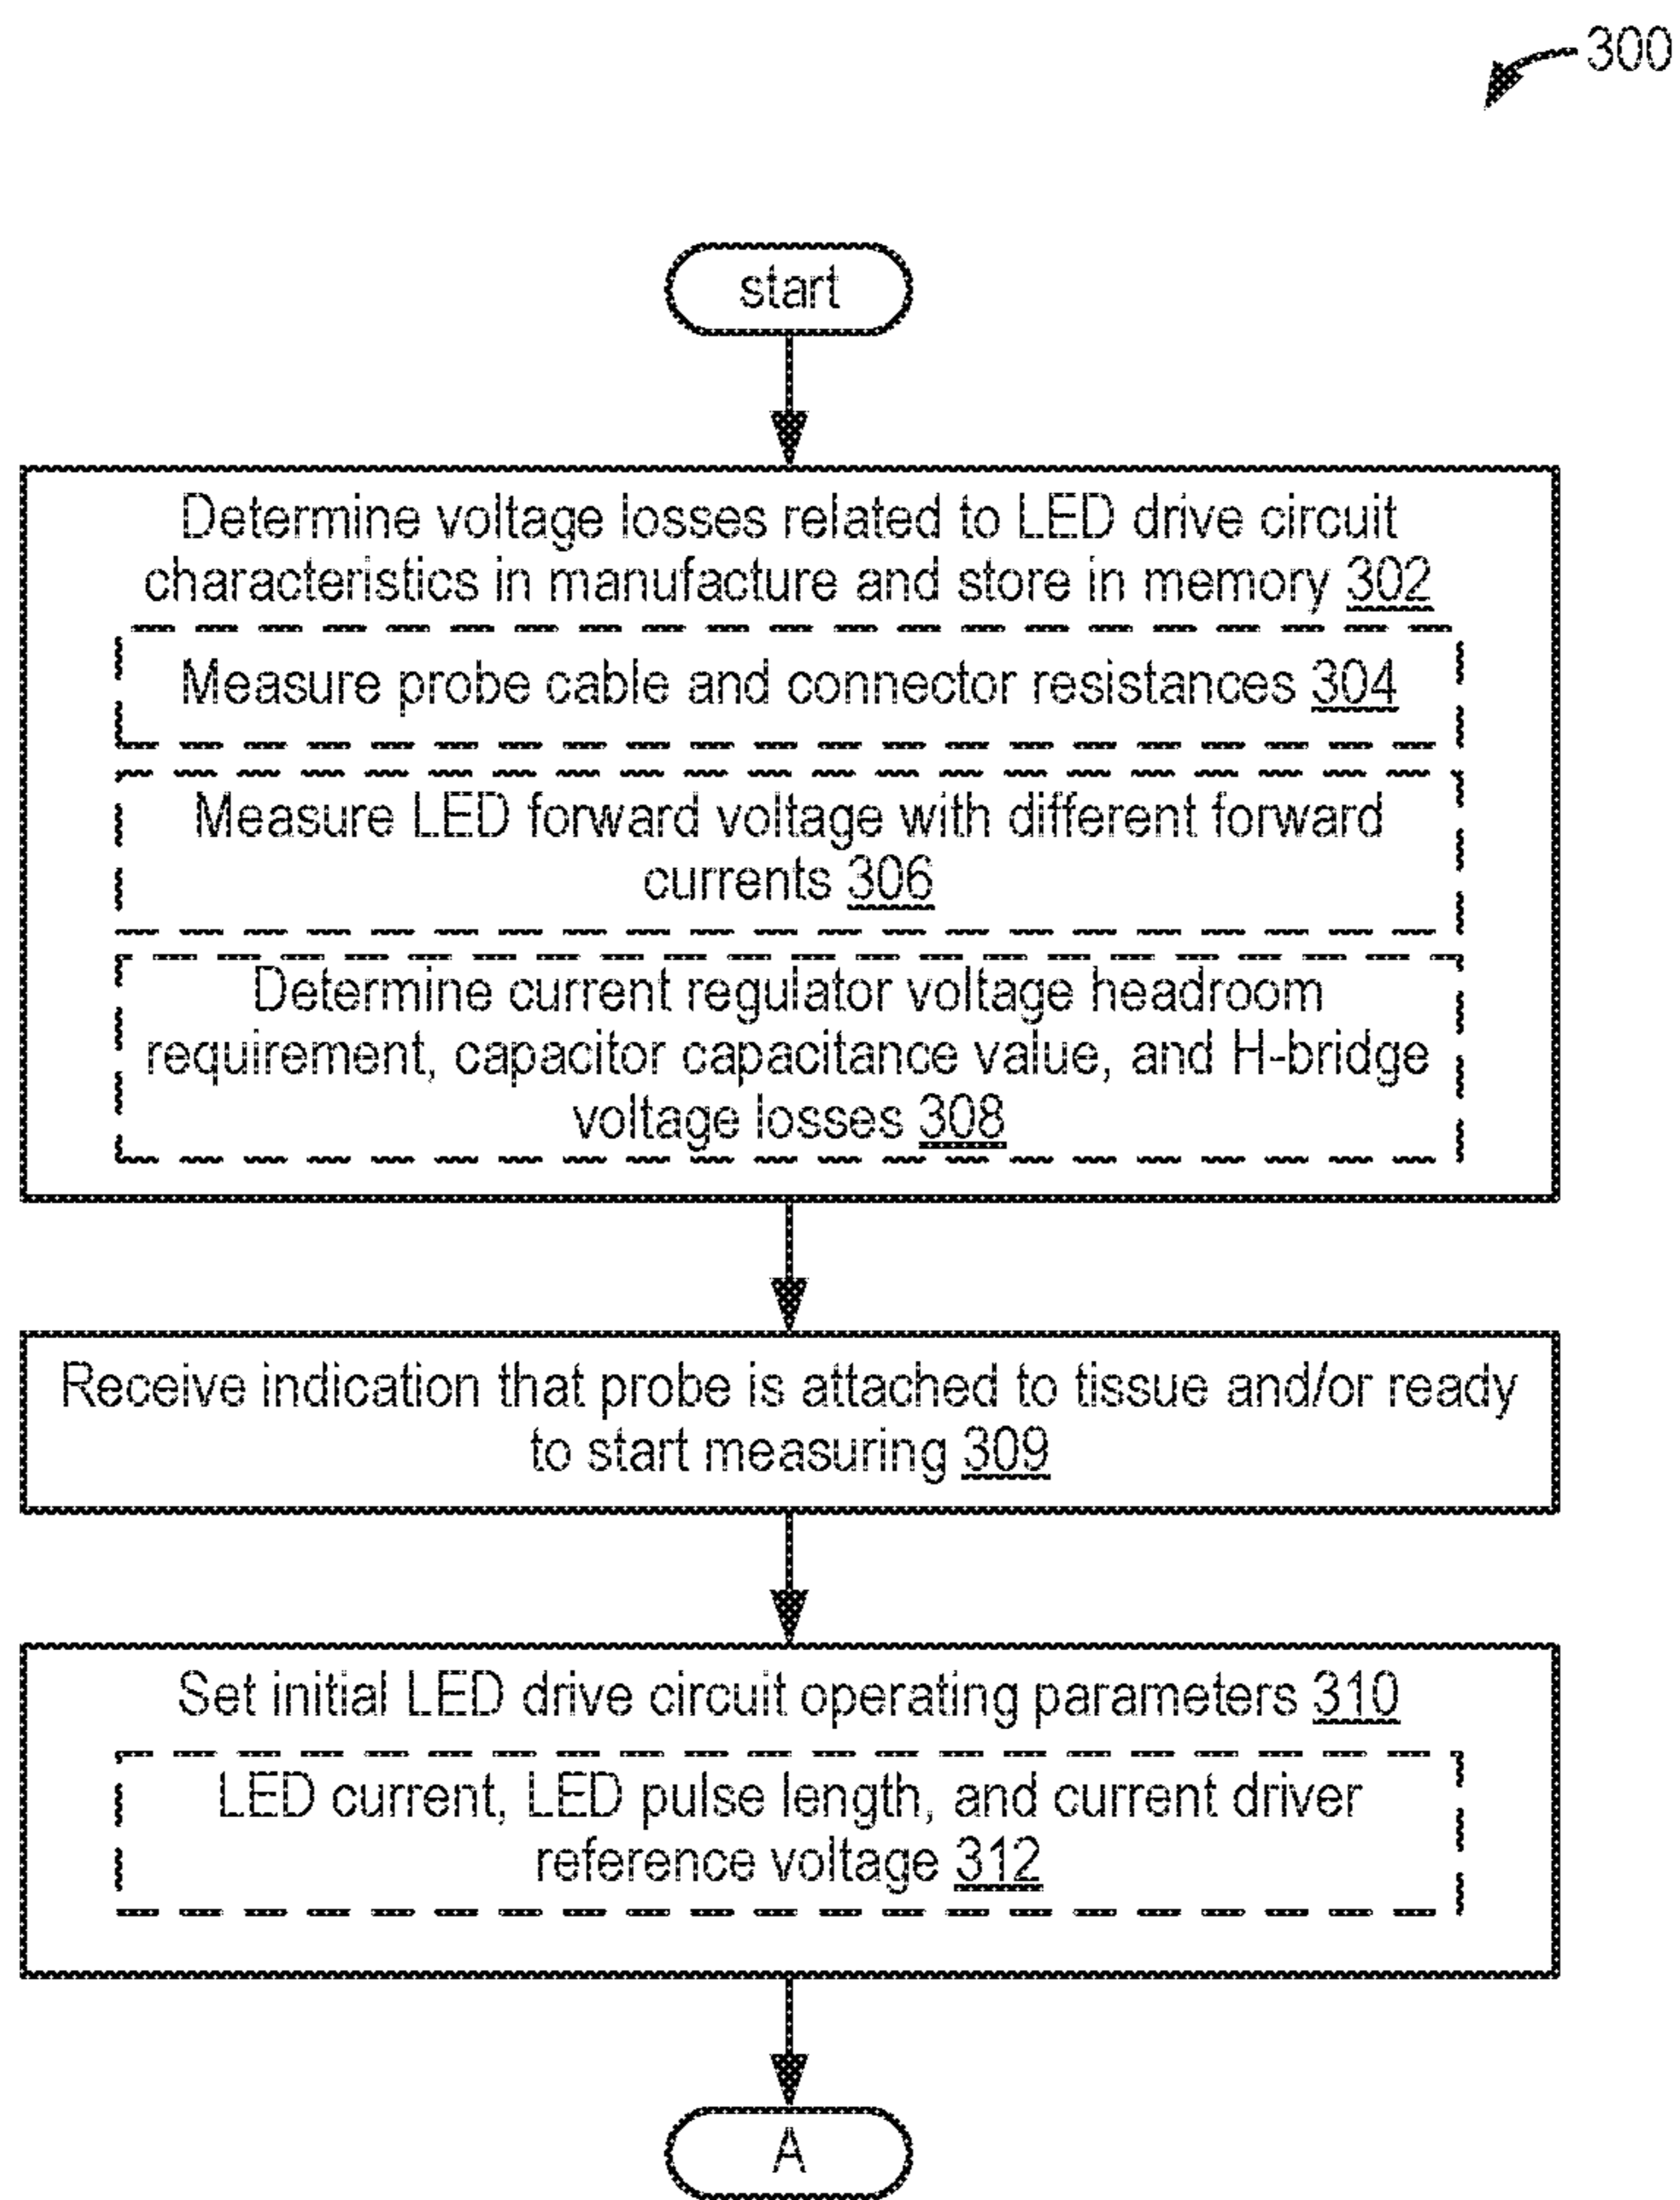 300
start
Determine voltage losses related to LED drive circuit
characteristics in manufacture and store in memory 302
Measure probe cable and connector resistances 304
Measure LED forward voltage with different forward
currents 306
Determine current regulator voltage headroom
requirement, capacitor capacitance value, and H-bridge
voltage losses 308
Receive indication that probe is attached to tissue and/or ready
to start measuring 309
Set initial LED drive circuit operating parameters 310
LED current, LED pulse length, and current driver
reference voltage 312
A